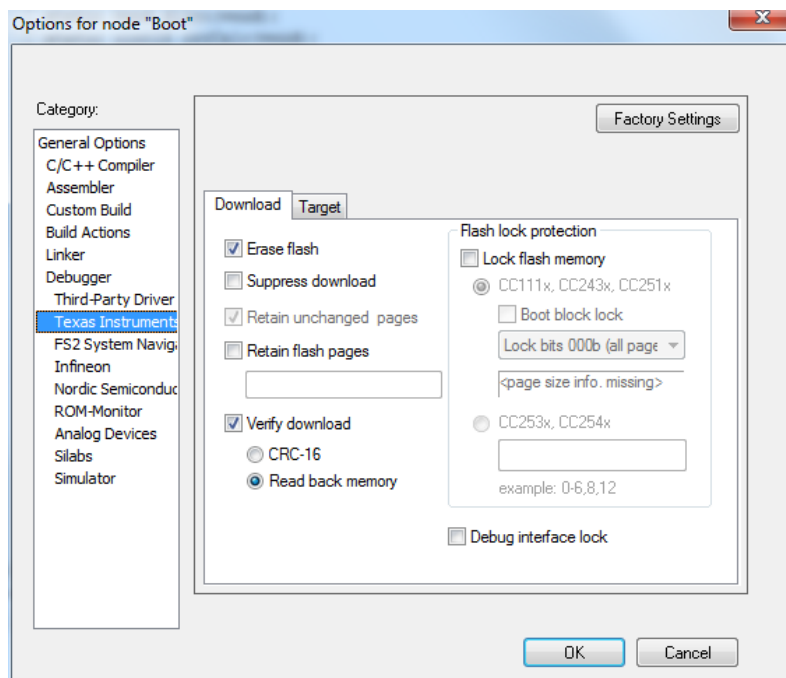 Options for node "Boot"
Category:
Factory Settings
General Options
C/C++ Compiler
Assembler
Custom Build
Build Actions
Linker
Debugger
Third-Party Driver
Texas Instruments
FS2 System Naviga
Infineon
Nordic Semiconduc
ROM-Monitor
Analog Devices
Silabs
Simulator
Download
Target
Erase flash
Suppress download
Retain unchanged pages
Retain flash pages
Verify download
CRC-16
Read back memory
Flash lock protection
Lock flash memory
CC111x, CC243x, CC251x
Boot block lock
Lock bits 000b (all page
<page size info. missing>
CC253x, CC254x
example: 0-6,8,12
Debug interface lock
OK
Cancel